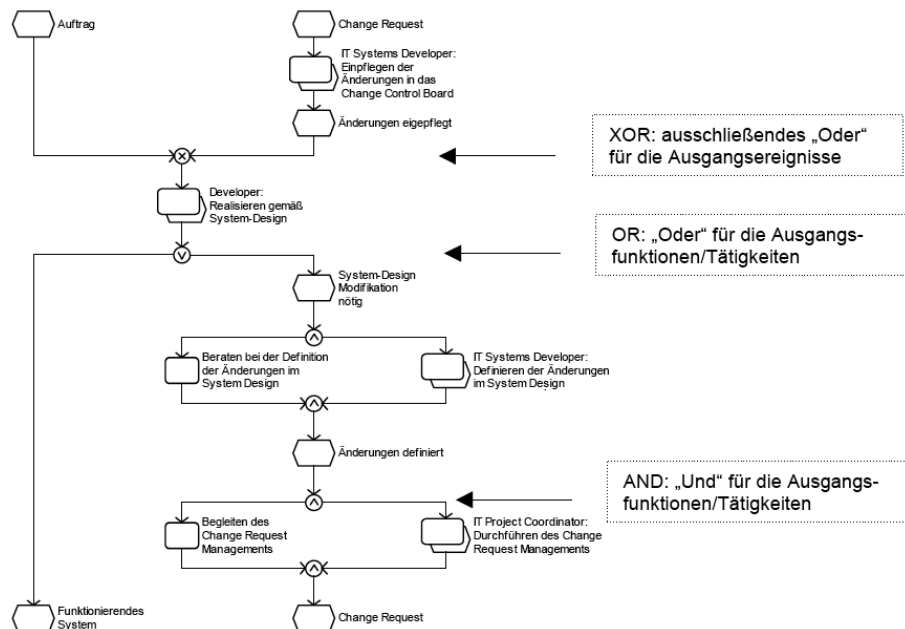 Auftrag
Change Request
IT Systems Developer:
Einpflegen der
Änderungen in das
Change Control Board
Änderungen eigepflegt
XOR: ausschließendes „Oder“
für die Ausgangsereignisse
Developer:
Realisieren gemäß
System-Design
OR: „Oder“ für die Ausgangs-
funktionen/Tätigkeiten
System-Design
Modifikation
nötig
Beraten bei der Definition
der Änderungen im
System Design
IT Systems Developer:
Definieren der Änderungen
im System Design
Änderungen definiert
AND: „Und“ für die Ausgangs-
funktionen/Tätigkeiten
Begleiten des
Change Request
Managements
IT Project Coordinator:
Durchführen des Change
Request Managements
Funktionierendes
System
Change Request